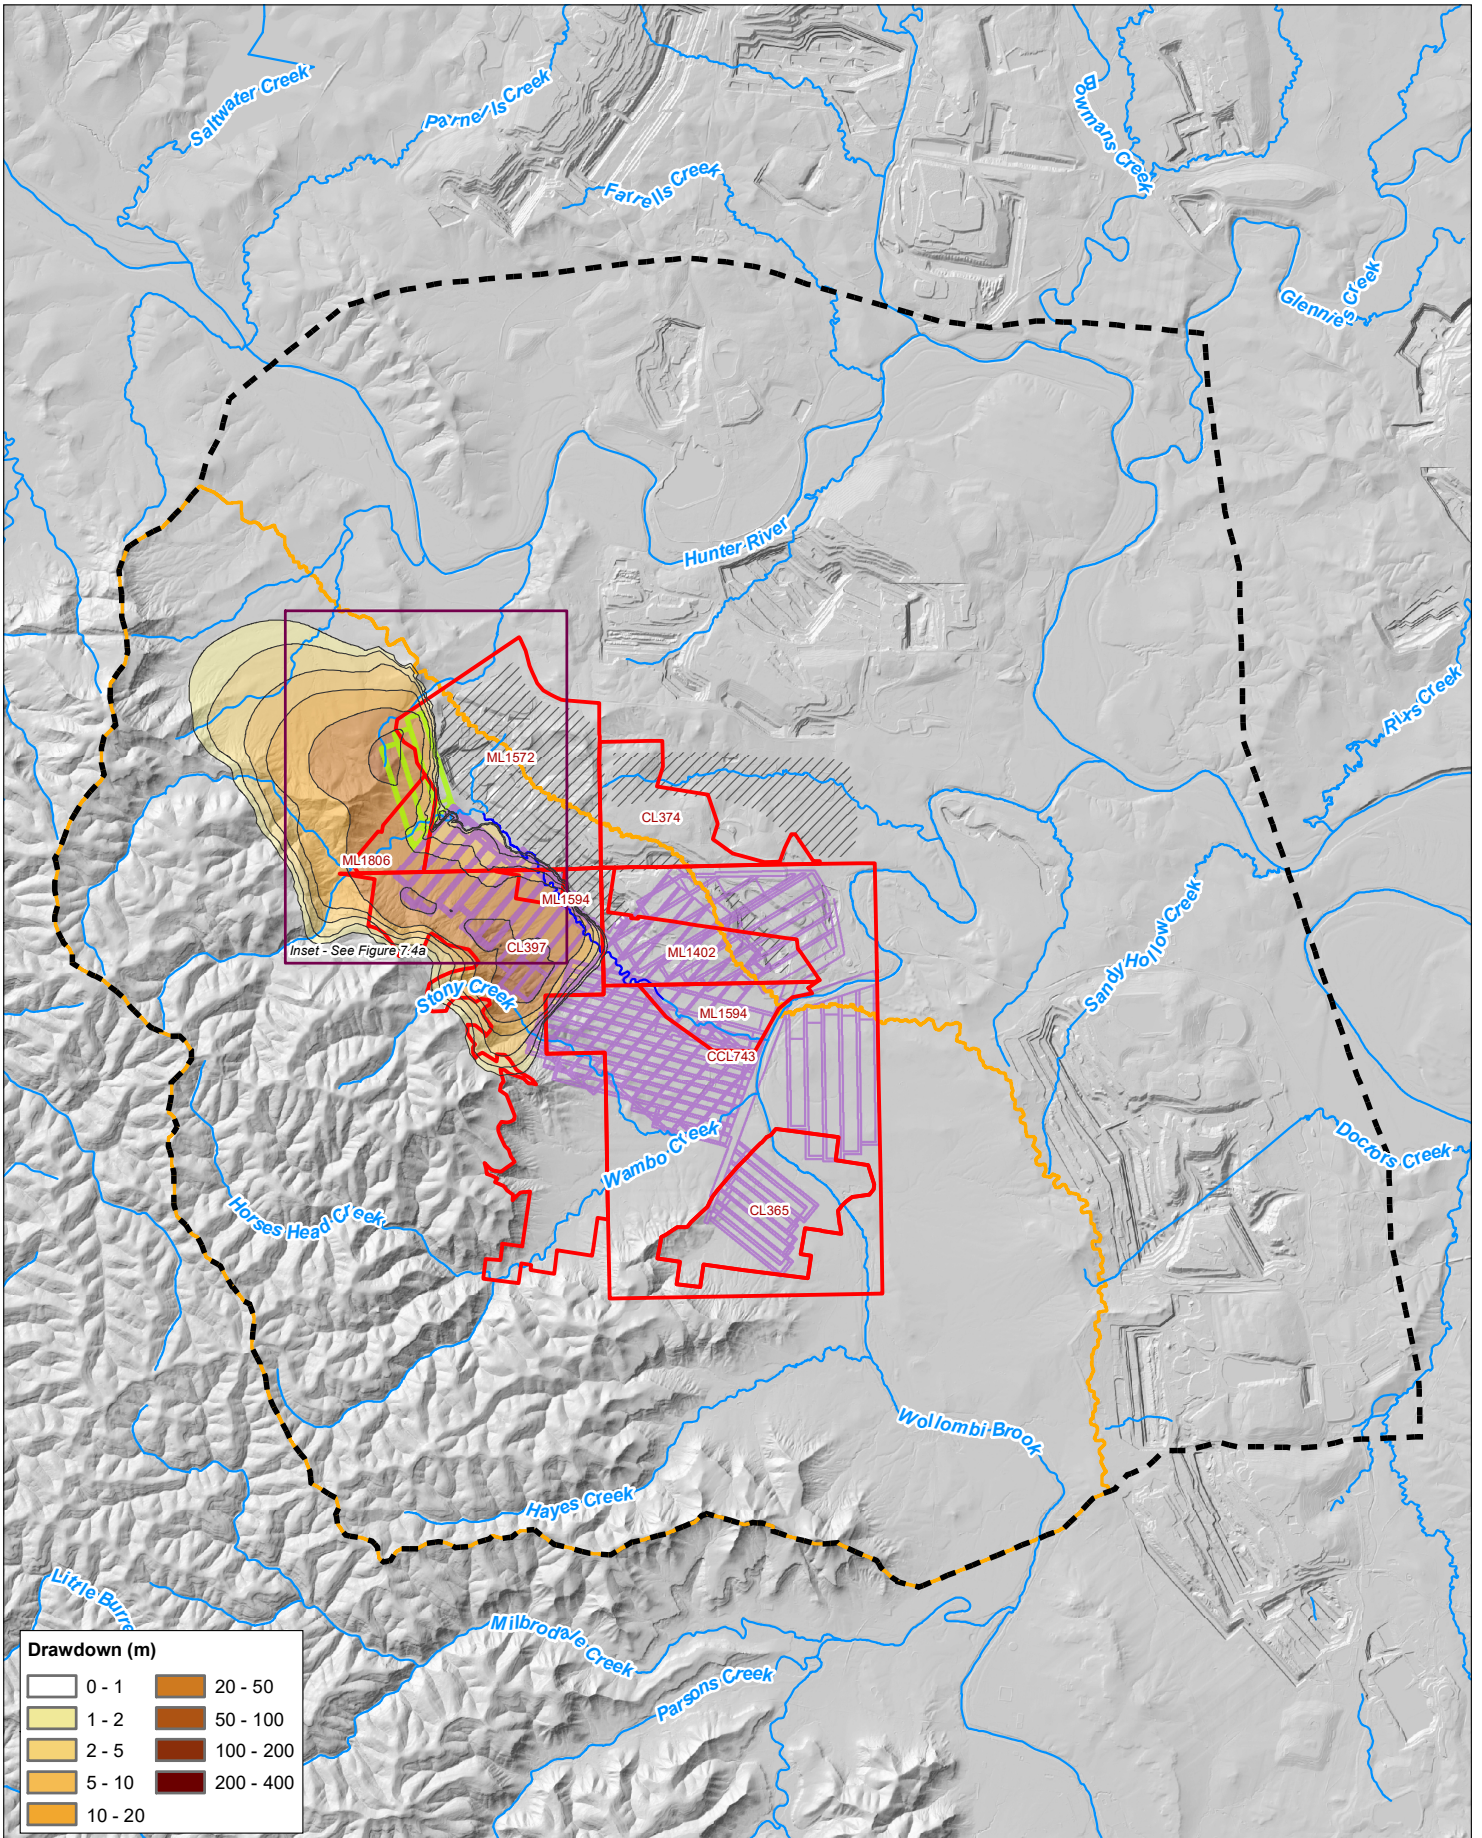 Saltwater Creek
Parnells Creek
Bowmans Creek
Farrells Creek
Glennies Creek
Hunter River
Rixs Creek
ML1572
CL374
ML1806
ML1594
CL397
Inset - See Figure 7.4a
ML1402
Stony Creek
ML1594
CCL743
Sandy Hollow Creek
Wambo Creek
Doctors Creek
Horses Head Creek
CL365
Wollombi Brook
Hayes Creek
Little Burre
Milbrodale Creek
Parsons Creek
Drawdown (m)
0 - 1
1 - 2
2 - 5
5 - 10
10 - 20
20 - 50
50 - 100
100 - 200
200 - 400